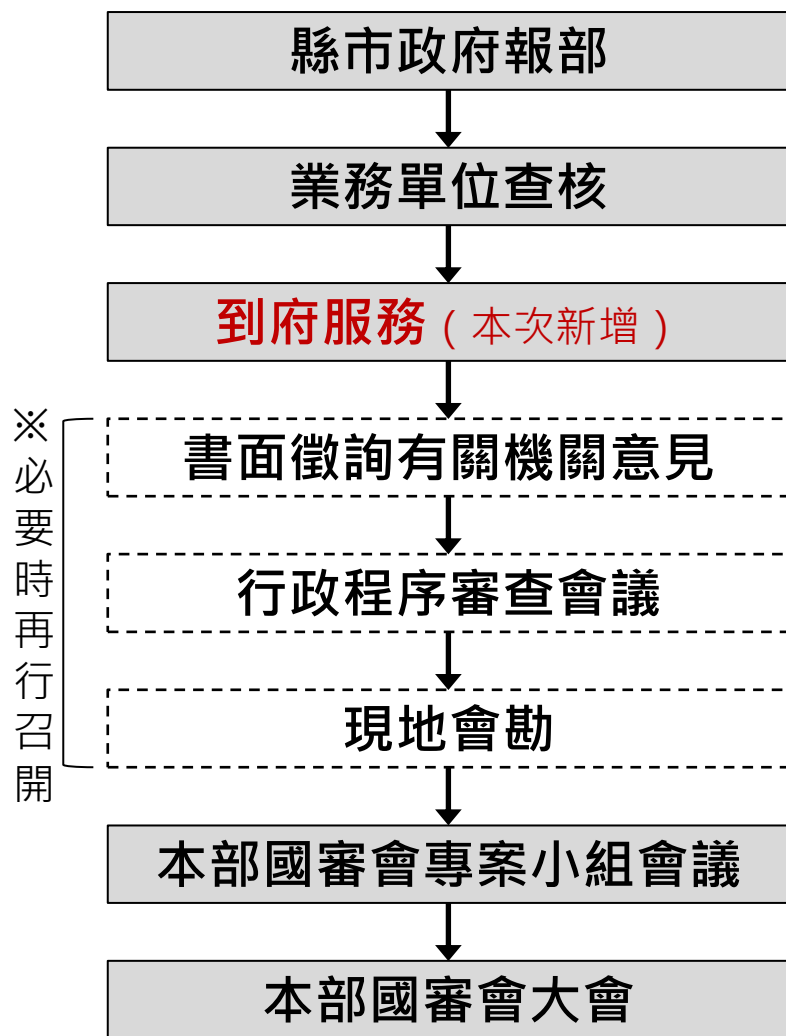 縣市政府報部
業務單位查核
到府服務（本次新增）
※必要時再行召開
書面徵詢有關機關意見
行政程序審查會議
現地會勘
本部國審會專案小組會議
本部國審會大會